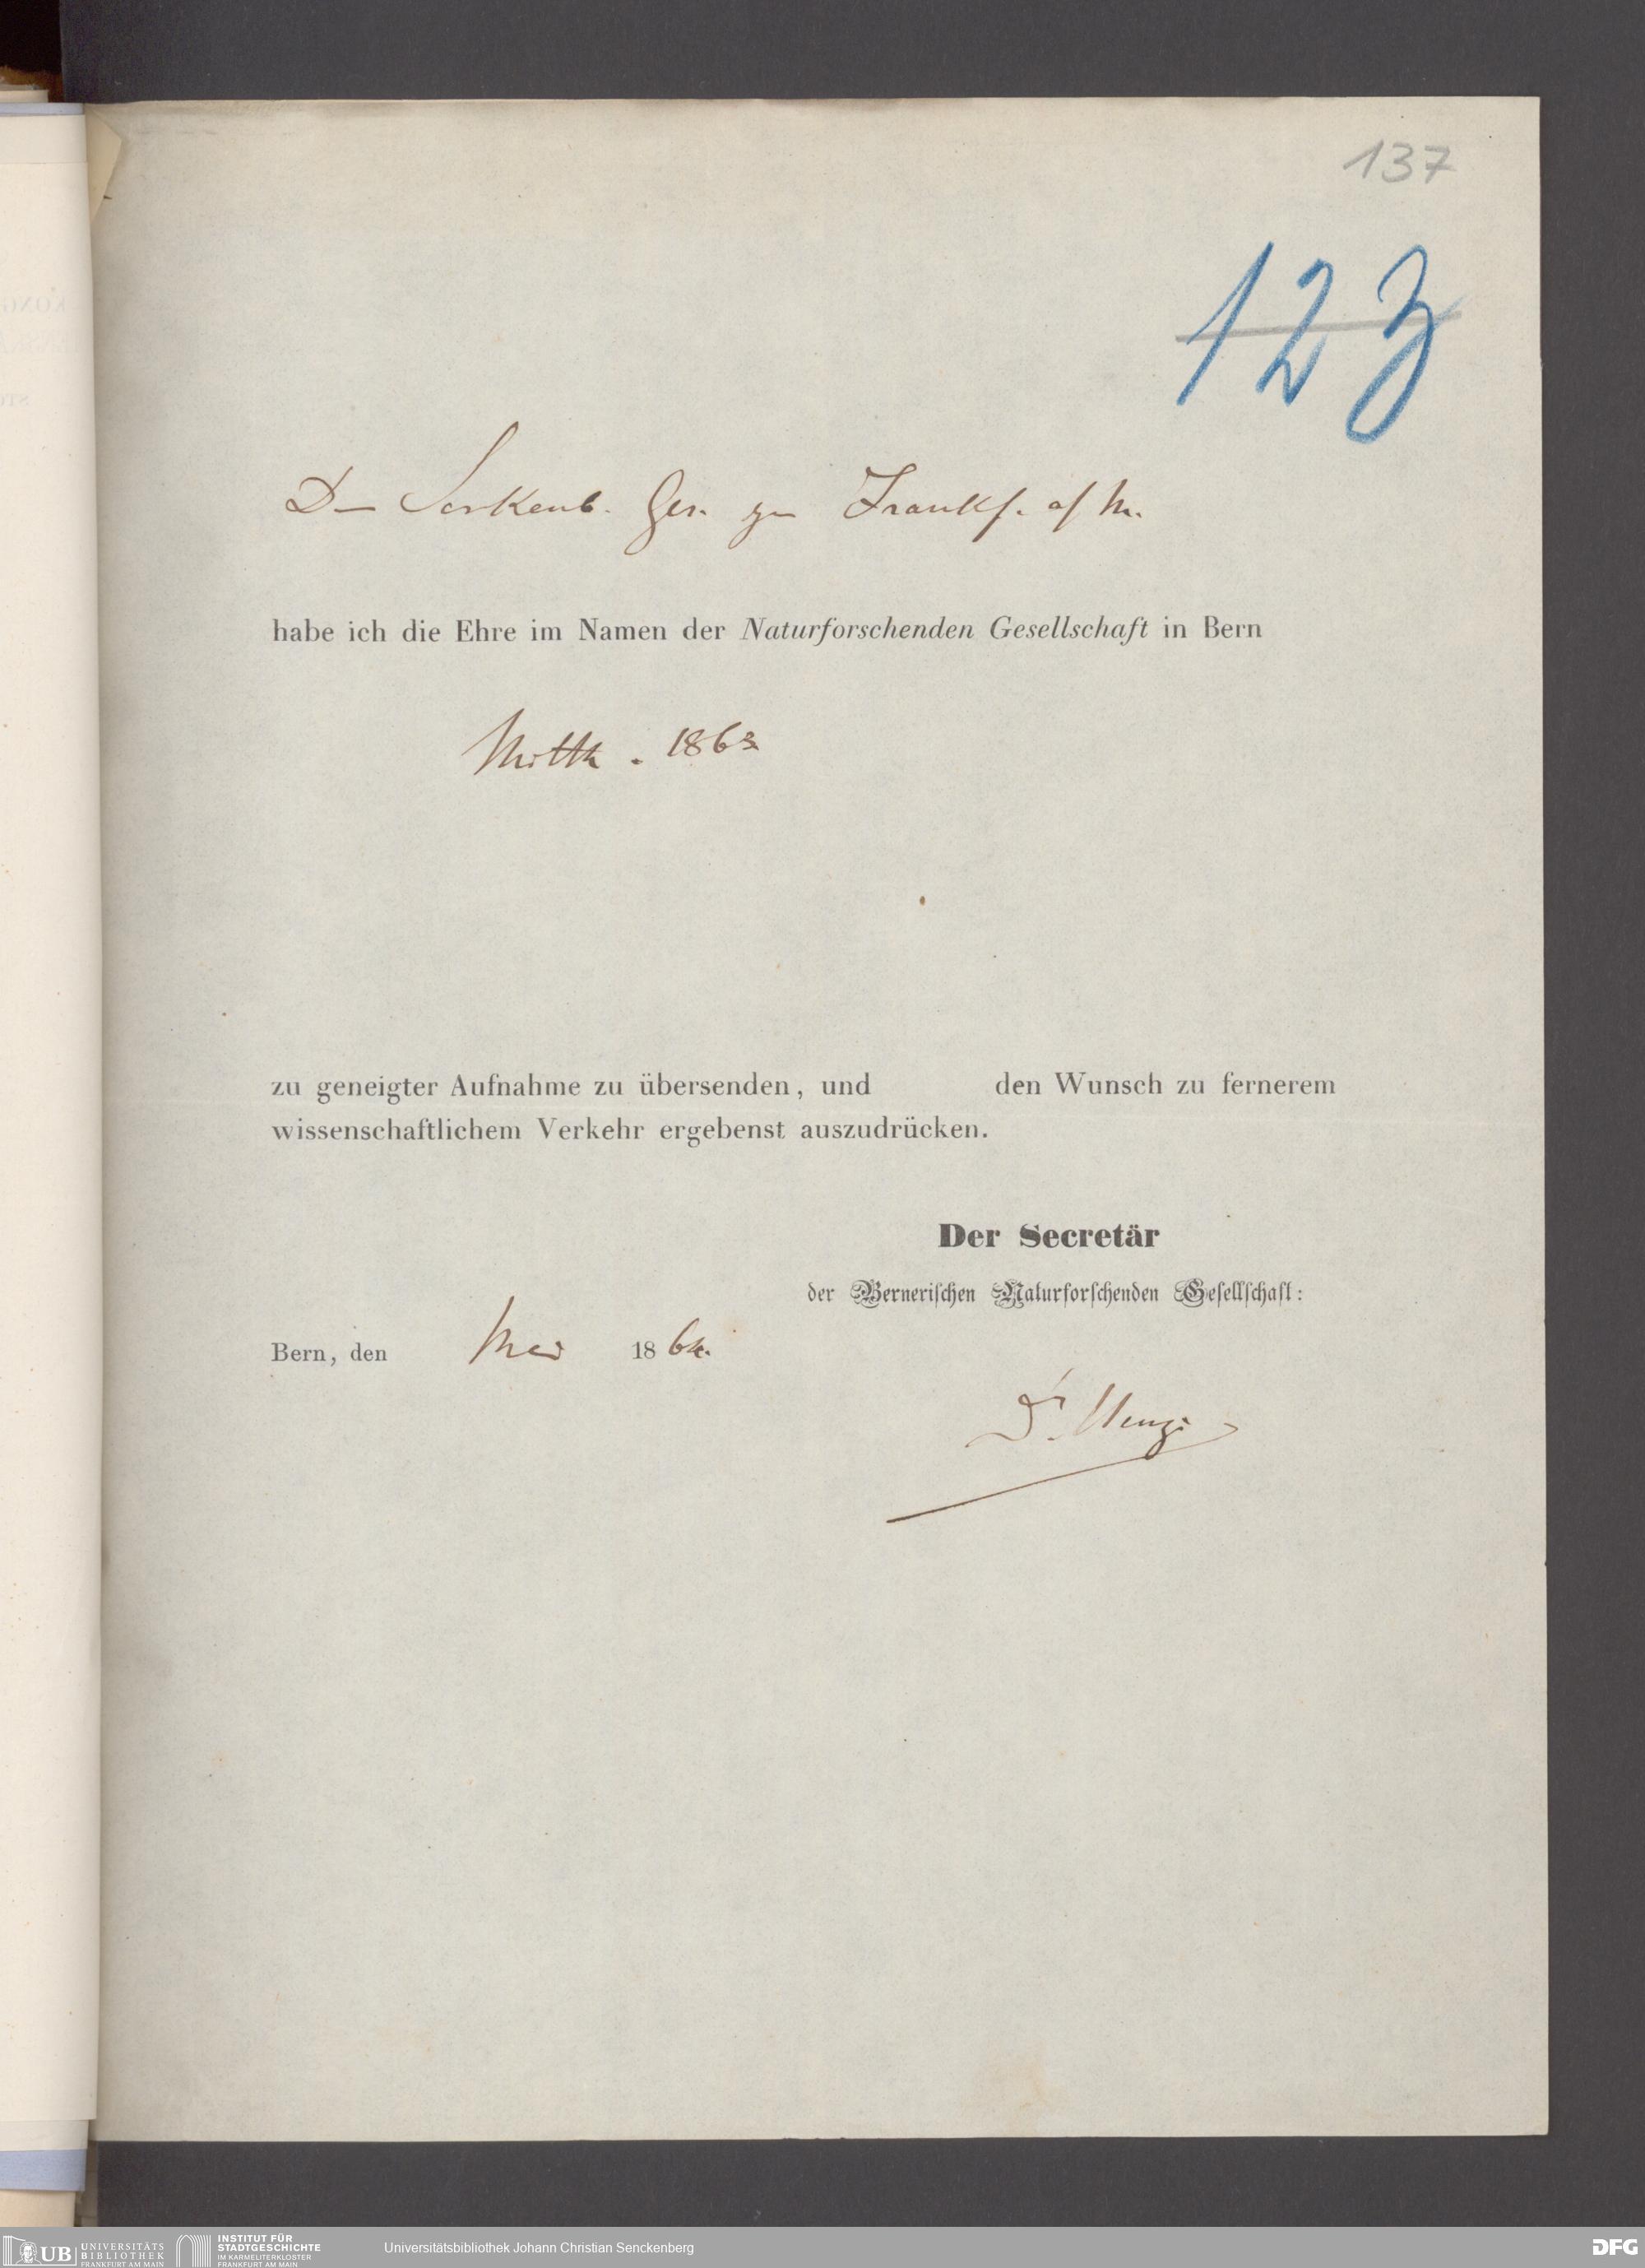 137
123
D– Senkenb. Ges. zu Frankf. a/ M.
habe ich die Ehre im Namen der Naturforschenden Gesellschaft in Bern
Mitth. 1863
zu geneigter Aufnahme zu übersenden, und den Wunsch zu fernerem
wissenschaftlichem Verkehr ergebenst auszudrücken.
Der Secretär
der Bernerischen Naturforschenden Gesellschaft:
Bern, den Mai 1864.
Dr. Henzi
UB UNIVERSITÄTS
BIBLIOTHEK
FRANKFURT AM MAIN
INSTITUT FÜR
STADTGESCHICHTE
IM KARMELITERKLOSTER
FRANKFURT AM MAIN
Universitätsbibliothek Johann Christian Senckenberg
DFG